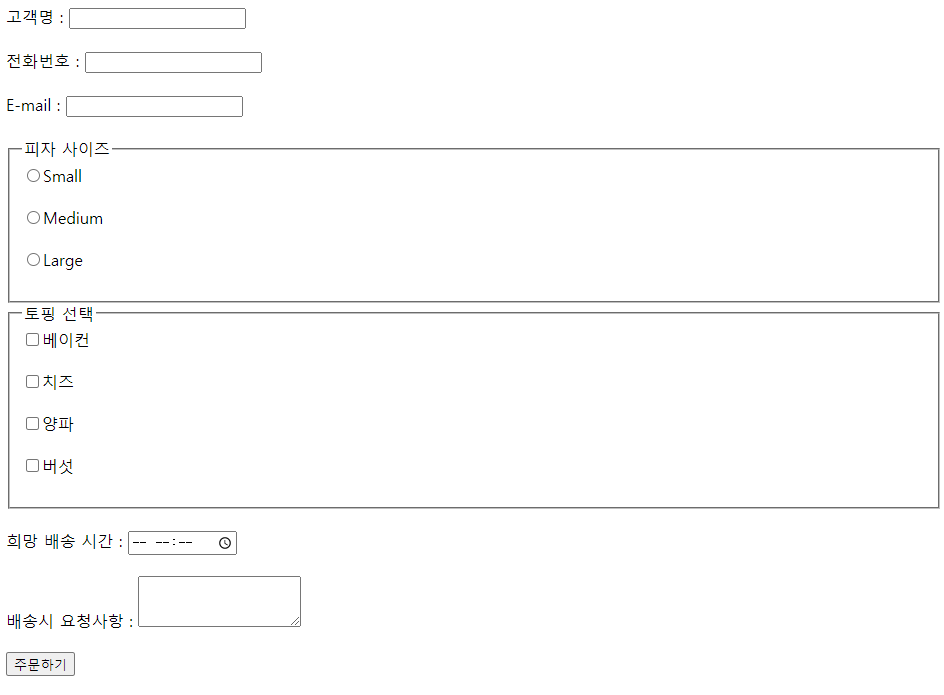 고객명 :
전화번호 :
E-mail :
피자 사이즈
Small
Medium
Large
토핑 선택
베이컨
치즈
양파
버섯
희망 배송 시간 : -- --:--
배송시 요청사항 :
주문하기